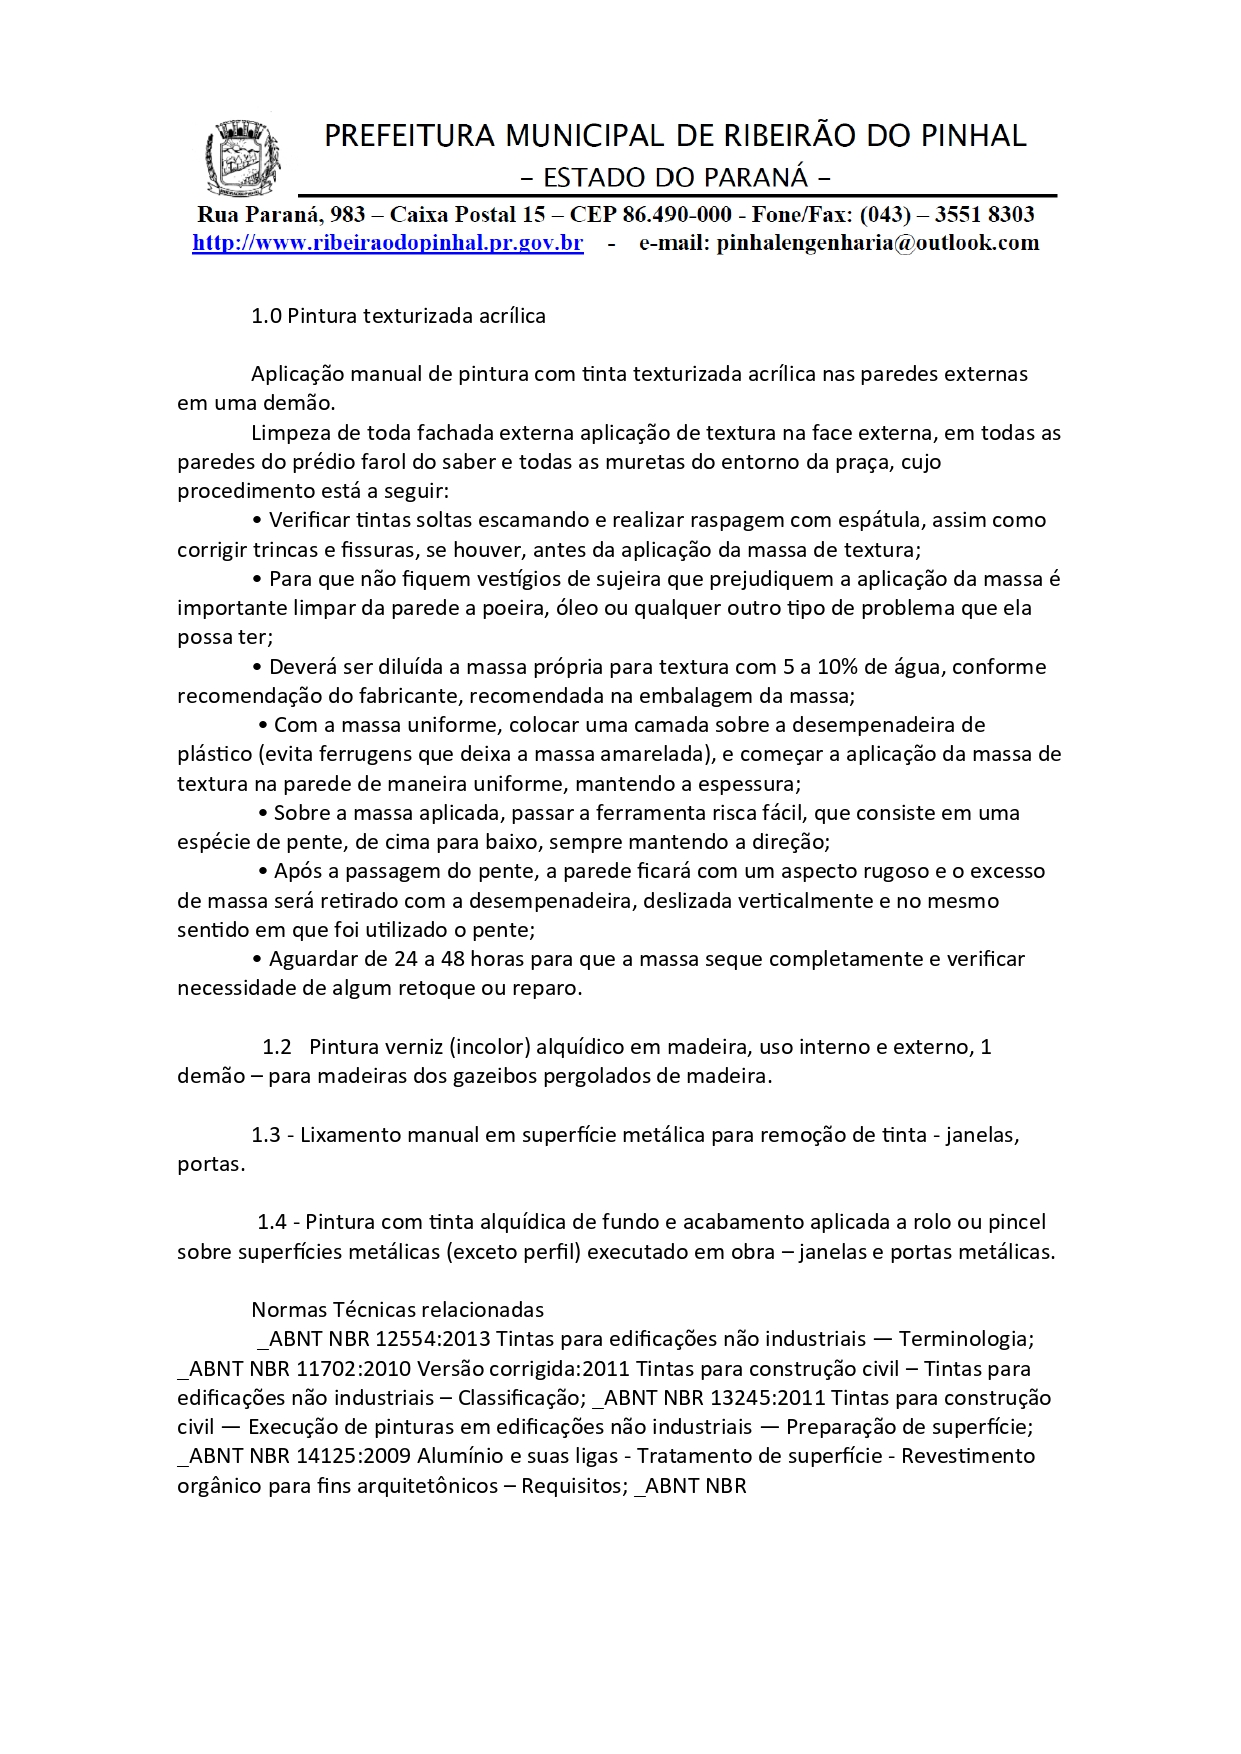 PREFEITURA MUNICIPAL DE RIBEIRÃO DO PINHAL
– ESTADO DO PARANÁ –
Rua Paraná, 983 – Caixa Postal 15 – CEP 86.490-000 - Fone/Fax: (043) – 3551 8303
http://www.ribeiraodopinhal.pr.gov.br - e-mail: pinhalengenharia@outlook.com
1.0 Pintura texturizada acrílica
Aplicação manual de pintura com tinta texturizada acrílica nas paredes externas
em uma demão.
Limpeza de toda fachada externa aplicação de textura na face externa, em todas as
paredes do prédio farol do saber e todas as muretas do entorno da praça, cujo
procedimento está a seguir:
• Verificar tintas soltas escamando e realizar raspagem com espátula, assim como
corrigir trincas e fissuras, se houver, antes da aplicação da massa de textura;
• Para que não fiquem vestígios de sujeira que prejudiquem a aplicação da massa é
importante limpar da parede a poeira, óleo ou qualquer outro tipo de problema que ela
possa ter;
• Deverá ser diluída a massa própria para textura com 5 a 10% de água, conforme
recomendação do fabricante, recomendada na embalagem da massa;
• Com a massa uniforme, colocar uma camada sobre a desempenadeira de
plástico (evita ferrugens que deixa a massa amarelada), e começar a aplicação da massa de
textura na parede de maneira uniforme, mantendo a espessura;
• Sobre a massa aplicada, passar a ferramenta risca fácil, que consiste em uma
espécie de pente, de cima para baixo, sempre mantendo a direção;
• Após a passagem do pente, a parede ficará com um aspecto rugoso e o excesso
de massa será retirado com a desempenadeira, deslizada verticalmente e no mesmo
sentido em que foi utilizado o pente;
• Aguardar de 24 a 48 horas para que a massa seque completamente e verificar
necessidade de algum retoque ou reparo.
1.2 Pintura verniz (incolor) alquídico em madeira, uso interno e externo, 1
demão – para madeiras dos gazeibos pergolados de madeira.
1.3 - Lixamento manual em superfície metálica para remoção de tinta - janelas,
portas.
1.4 - Pintura com tinta alquídica de fundo e acabamento aplicada a rolo ou pincel
sobre superfícies metálicas (exceto perfil) executado em obra – janelas e portas metálicas.
Normas Técnicas relacionadas
_ABNT NBR 12554:2013 Tintas para edificações não industriais — Terminologia;
_ABNT NBR 11702:2010 Versão corrigida:2011 Tintas para construção civil – Tintas para
edificações não industriais – Classificação; _ABNT NBR 13245:2011 Tintas para construção
civil — Execução de pinturas em edificações não industriais — Preparação de superfície;
_ABNT NBR 14125:2009 Alumínio e suas ligas - Tratamento de superfície - Revestimento
orgânico para fins arquitetônicos – Requisitos; _ABNT NBR